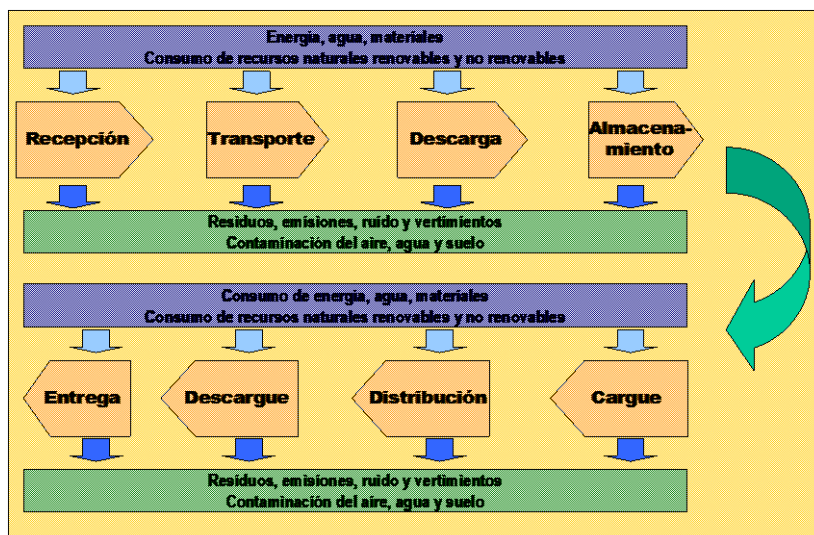 Energía, agua, materiales
Consumo de recursos naturales renovables y no renovables
Recepción
Transporte
Descarga
Almacena-
miento
Resíduos, emisiones, ruido y vertimientos
Contaminación del aire, agua y suelo
Consumo de energía, agua, materiales
Consumo de recursos naturales renovables y no renovables
Entrega
Descargue
Distribución
Cargue
Resíduos, emisiones, ruido y vertimientos
Contaminación del aire, agua y suelo